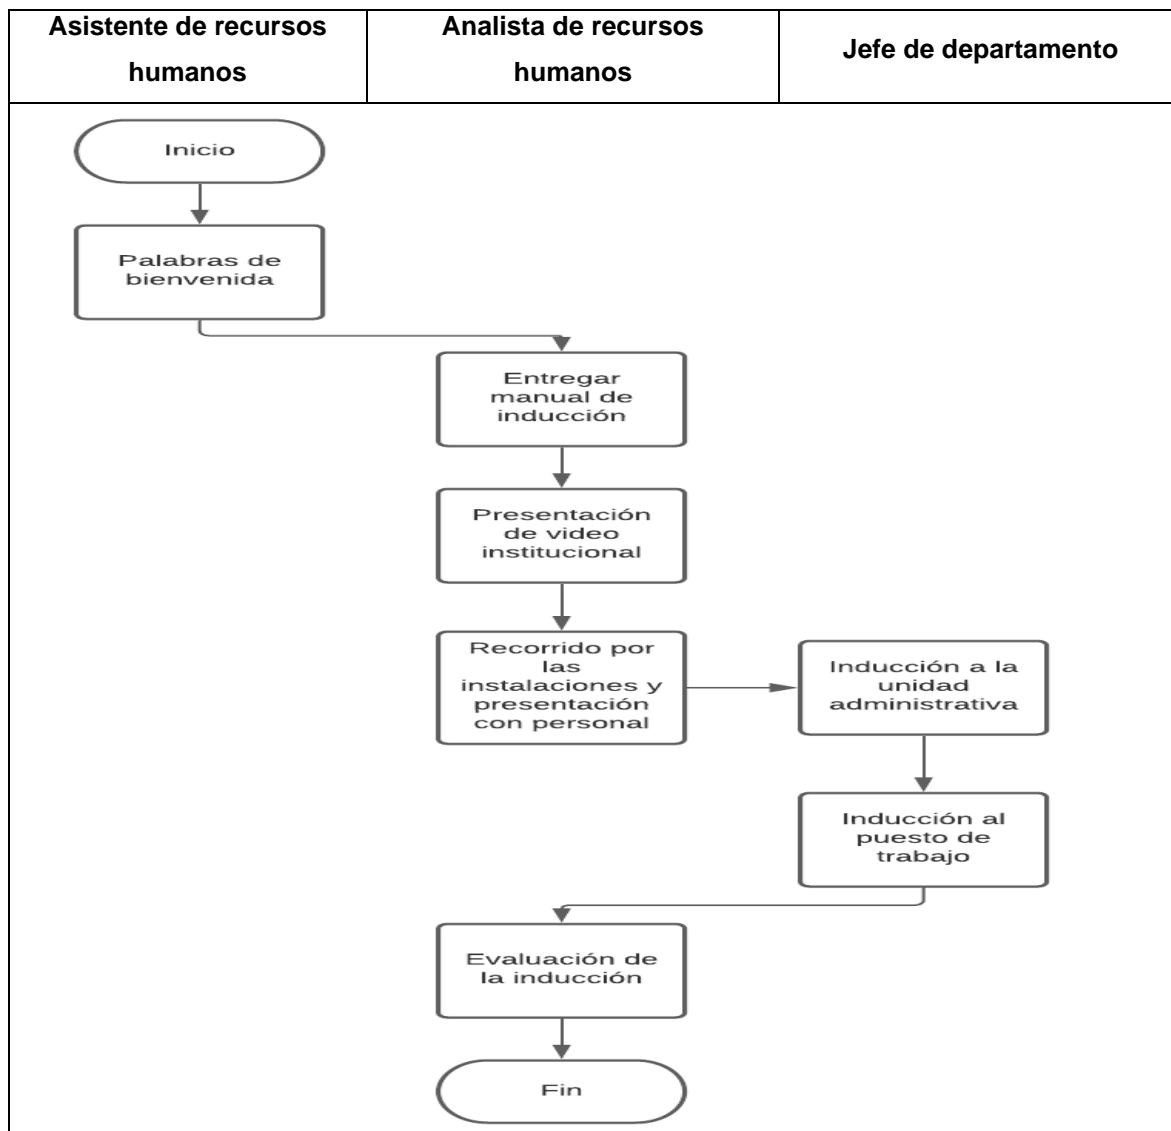 Asistente de recursos
humanos
Analista de recursos
humanos
Jefe de departamento
Inicio
Palabras de
bienvenida
Entregar
manual de
inducción
Presentación
de video
institucional
Recorrido por
las
instalaciones y
presentación
con personal
Inducción a la
unidad
administrativa
Inducción al
puesto de
trabajo
Evaluación de
la inducción
Fin